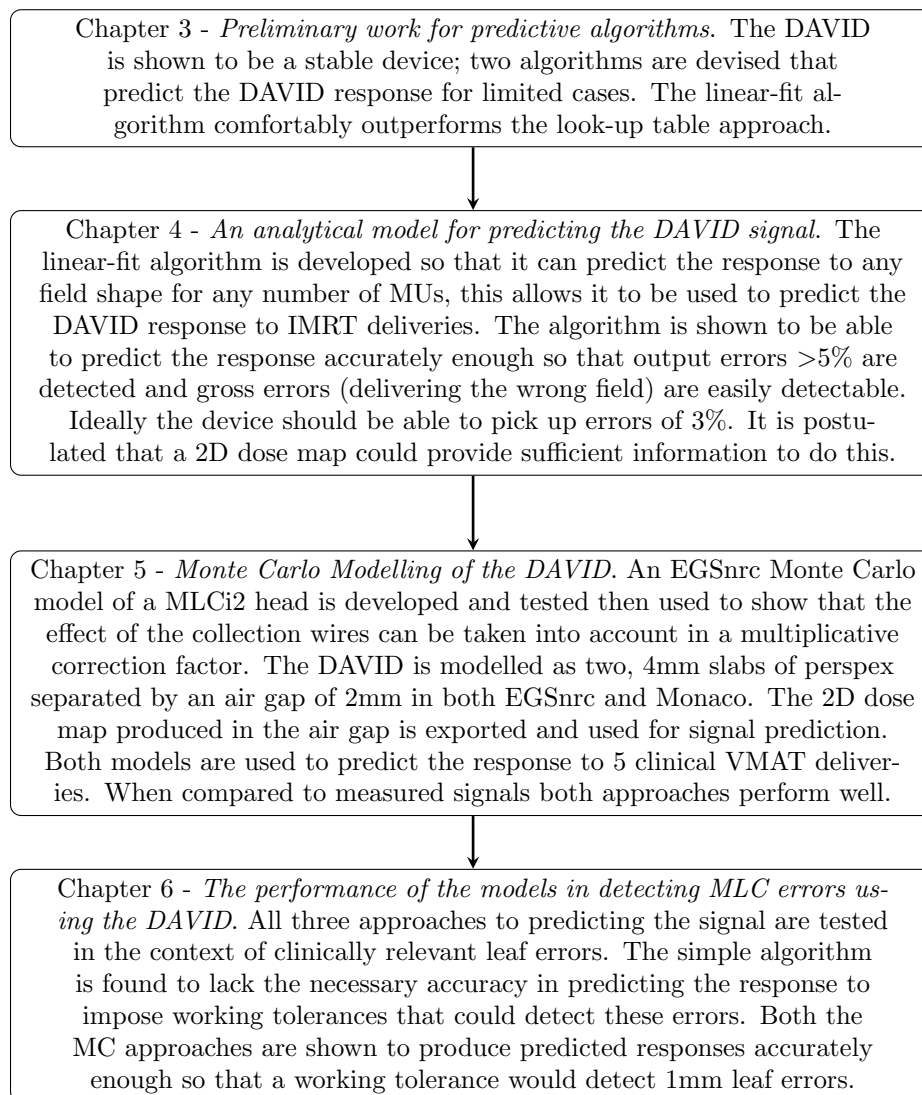 Chapter 3 - Preliminary work for predictive algorithms. The DAVID
is shown to be a stable device; two algorithms are devised that
predict the DAVID response for limited cases. The linear-fit al-
gorithm comfortably outperforms the look-up table approach.
Chapter 4 - An analytical model for predicting the DAVID signal. The
linear-fit algorithm is developed so that it can predict the response to any
field shape for any number of MUs, this allows it to be used to predict the
DAVID response to IMRT deliveries. The algorithm is shown to be able
to predict the response accurately enough so that output errors >5% are
detected and gross errors (delivering the wrong field) are easily detectable.
Ideally the device should be able to pick up errors of 3%. It is postu-
lated that a 2D dose map could provide sufficient information to do this.
Chapter 5 - Monte Carlo Modelling of the DAVID. An EGSnrc Monte Carlo
model of a MLCi2 head is developed and tested then used to show that the
effect of the collection wires can be taken into account in a multiplicative
correction factor. The DAVID is modelled as two, 4mm slabs of perspex
separated by an air gap of 2mm in both EGSnrc and Monaco. The 2D dose
map produced in the air gap is exported and used for signal prediction.
Both models are used to predict the response to 5 clinical VMAT deliver-
ies. When compared to measured signals both approaches perform well.
Chapter 6 - The performance of the models in detecting MLC errors us-
ing the DAVID. All three approaches to predicting the signal are tested
in the context of clinically relevant leaf errors. The simple algorithm
is found to lack the necessary accuracy in predicting the response to
impose working tolerances that could detect these errors. Both the
MC approaches are shown to produce predicted responses accurately
enough so that a working tolerance would detect 1mm leaf errors.